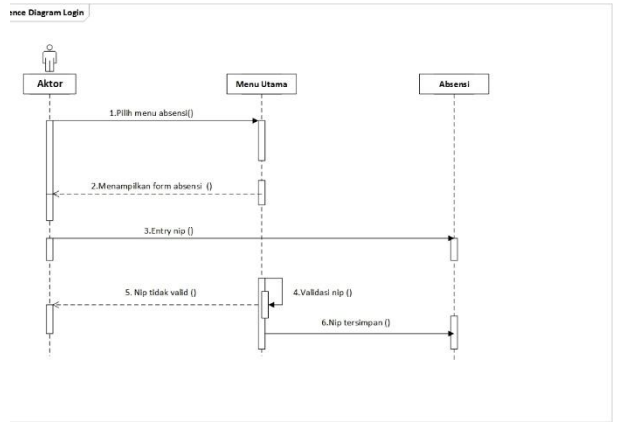 ence Diagram Login
Aktor
Menu Utama
Absensi
1.Pilih menu absensi()
2.Menampilkan form absensi ()
3.Entry nip ()
5. Nip tidak valid ()
4.Validasi nip ()
6.Nip tersimpan ()